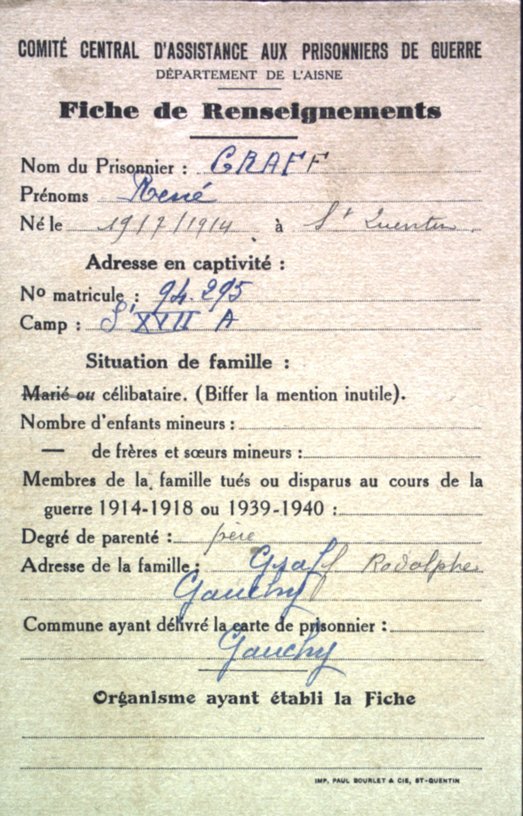 COMITÉ CENTRAL D'ASSISTANCE AUX PRISONNIERS DE GUERRE
DÉPARTEMENT DE L'AISNE
Fiche de Renseignements
Nom du Prisonnier : GRAFF
Prénoms René
Né le 19/7/1914 à St Quentin
Adresse en captivité :
No matricule : 94.295
Camp : St XVII A
Situation de famille :
Marié ou célibataire. (Biffer la mention inutile).
Nombre d'enfants mineurs :
— de frères et sœurs mineurs :
Membres de la famille tués ou disparus au cours de la
guerre 1914-1918 ou 1939-1940 :
Degré de parenté : père
Adresse de la famille : Graff Rodolphe
Gauchy
Commune ayant délivré la carte de prisonnier :
Gauchy
Organisme ayant établi la Fiche
IMP. PAUL BOURLET & CIE, ST-QUENTIN